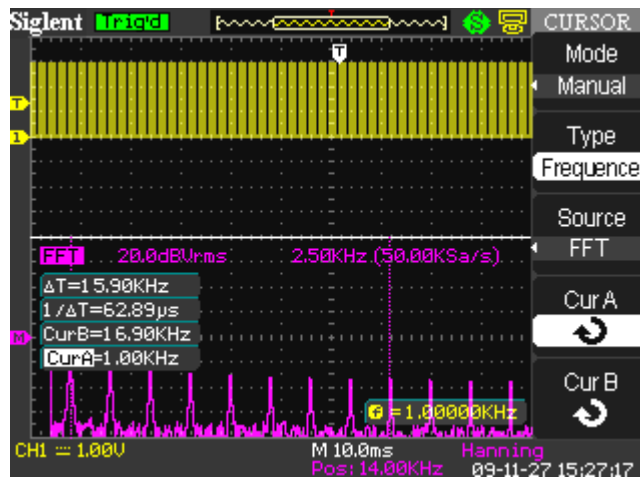 Siglent Trig'd CURSOR
T
Mode
Manual
T
1
Type
Frequence
Source
FFT
FFT 20.0dBVrms 2.50KHz (50.00KSa/s)
ΔT=15.90KHz
1/ΔT=62.89µs
CurB=16.90KHz
M
CurA=1.00KHz
Cur A
Cur B
f =1.00000KHz
CH1 1.00V M 10.0ms Hanning
Pos:14.00KHz 09-11-27 15:27:17